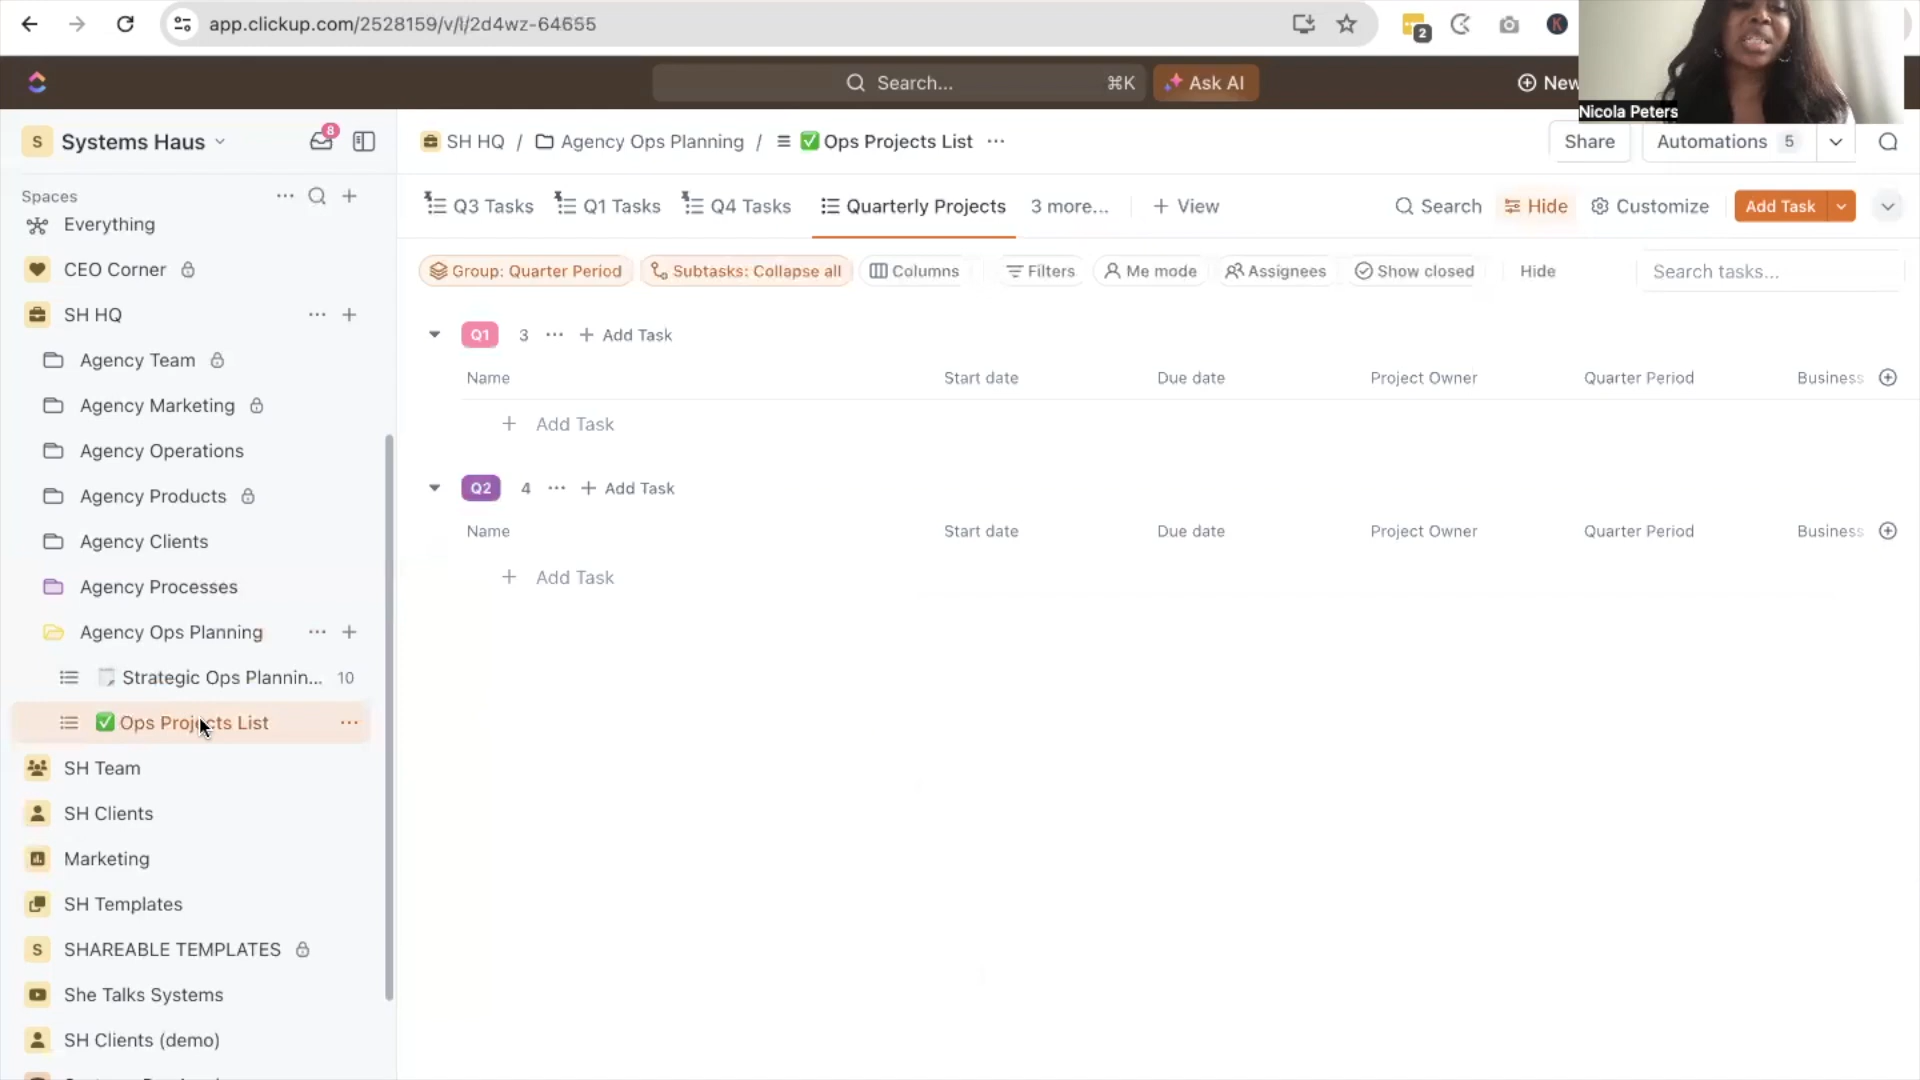 app.clickup.com/2528159/v/l/2d4wz-64655
2
K
Search...
⌘K
Ask AI
New
Nicola Peters
S
Systems Haus
8
SH HQ / Agency Ops Planning / ✅ Ops Projects List ...
Share
Automations 5
Spaces
Everything
CEO Corner
SH HQ
Agency Team
Agency Marketing
Agency Operations
Agency Products
Agency Clients
Agency Processes
Agency Ops Planning
Strategic Ops Plannin... 10
✅ Ops Projects List
SH Team
SH Clients
Marketing
SH Templates
S SHAREABLE TEMPLATES
She Talks Systems
SH Clients (demo)
Q3 Tasks
Q1 Tasks
Q4 Tasks
Quarterly Projects
3 more...
+ View
Search
Hide
Customize
Add Task
Group: Quarter Period
Subtasks: Collapse all
Columns
Filters
Me mode
Assignees
Show closed
Hide
Search tasks...
Q1 3 ... + Add Task
Name Start date Due date Project Owner Quarter Period Business
+ Add Task
Q2 4 ... + Add Task
Name Start date Due date Project Owner Quarter Period Business
+ Add Task